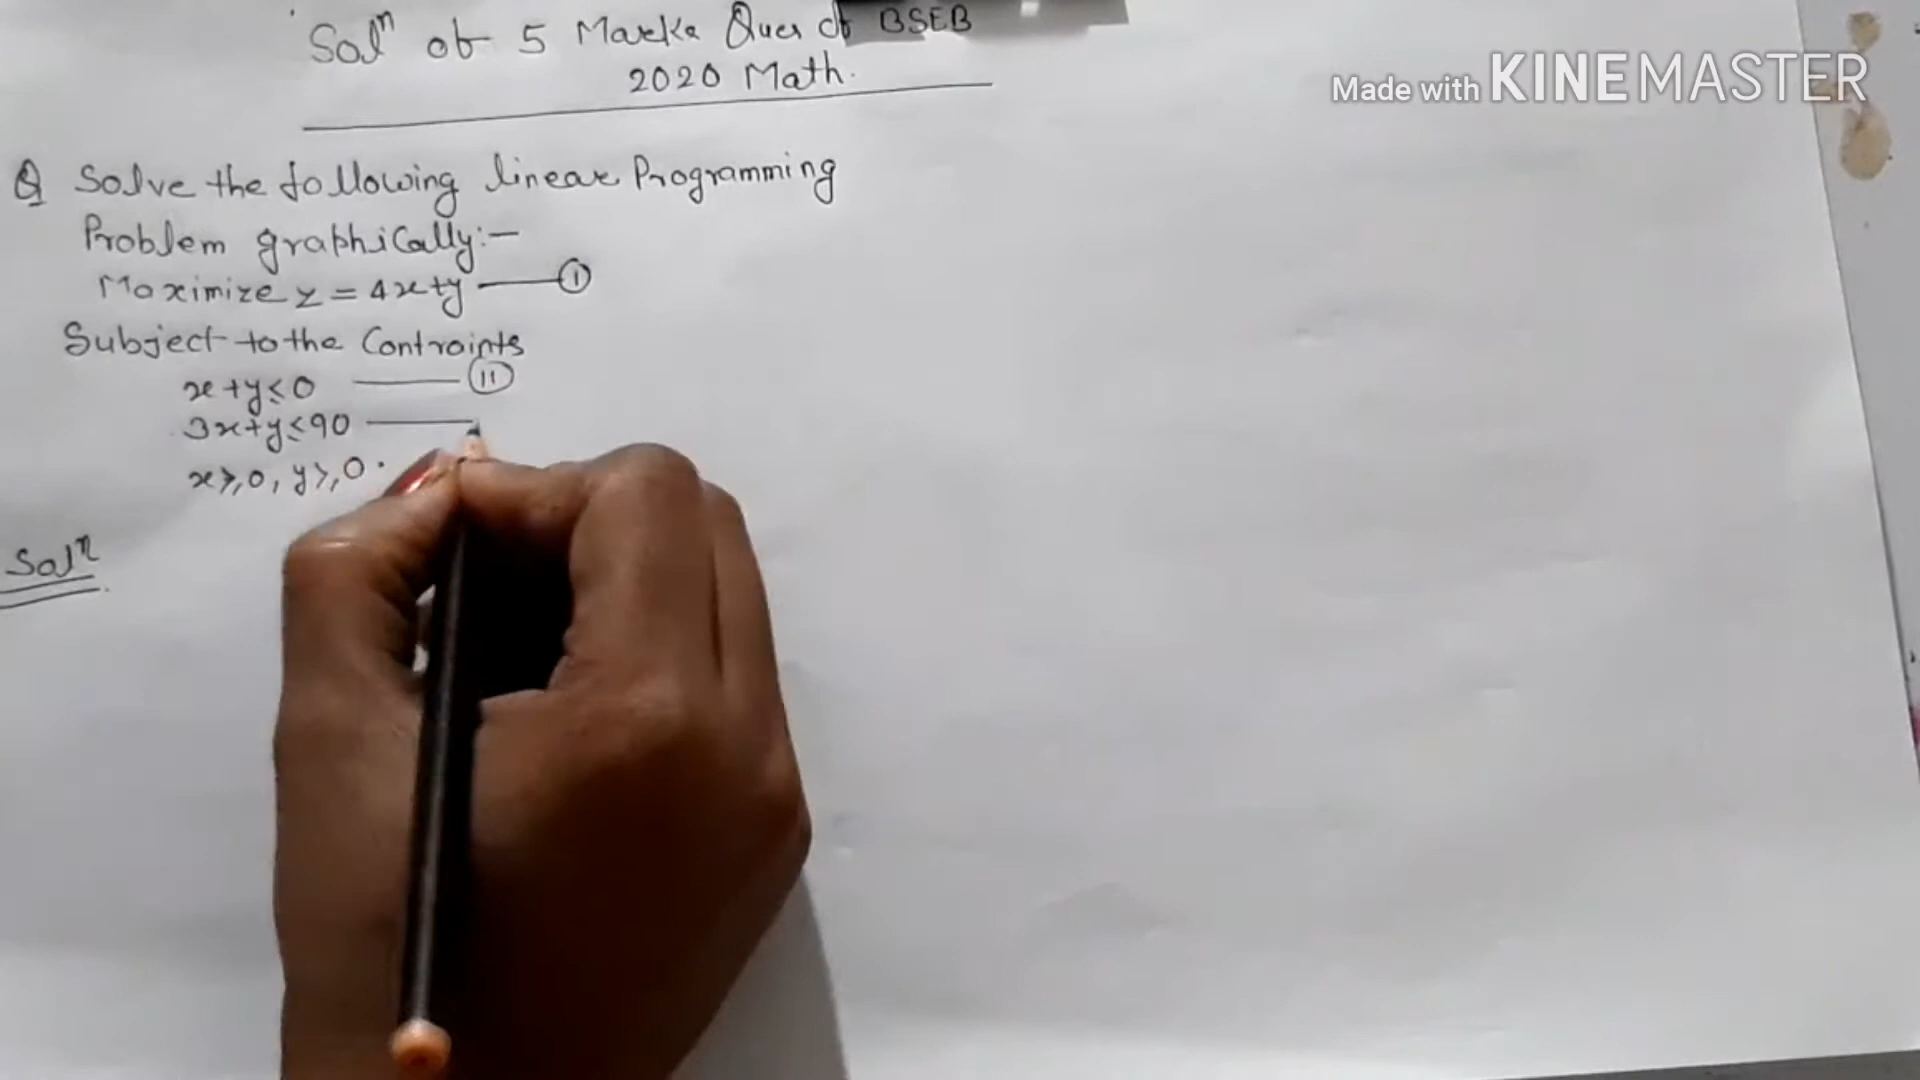 Solⁿ of 5 Marks Ques of BSEB
2020 Math.
Made with KINEMASTER
Q Solve the following linear Programming
Problem graphically:-
Maximize z = 4x+y —— (I)
Subject to the Contraints
x+y≤0 —— (II)
3x+y≤90 ——
x≥0, y≥0.
Solⁿ